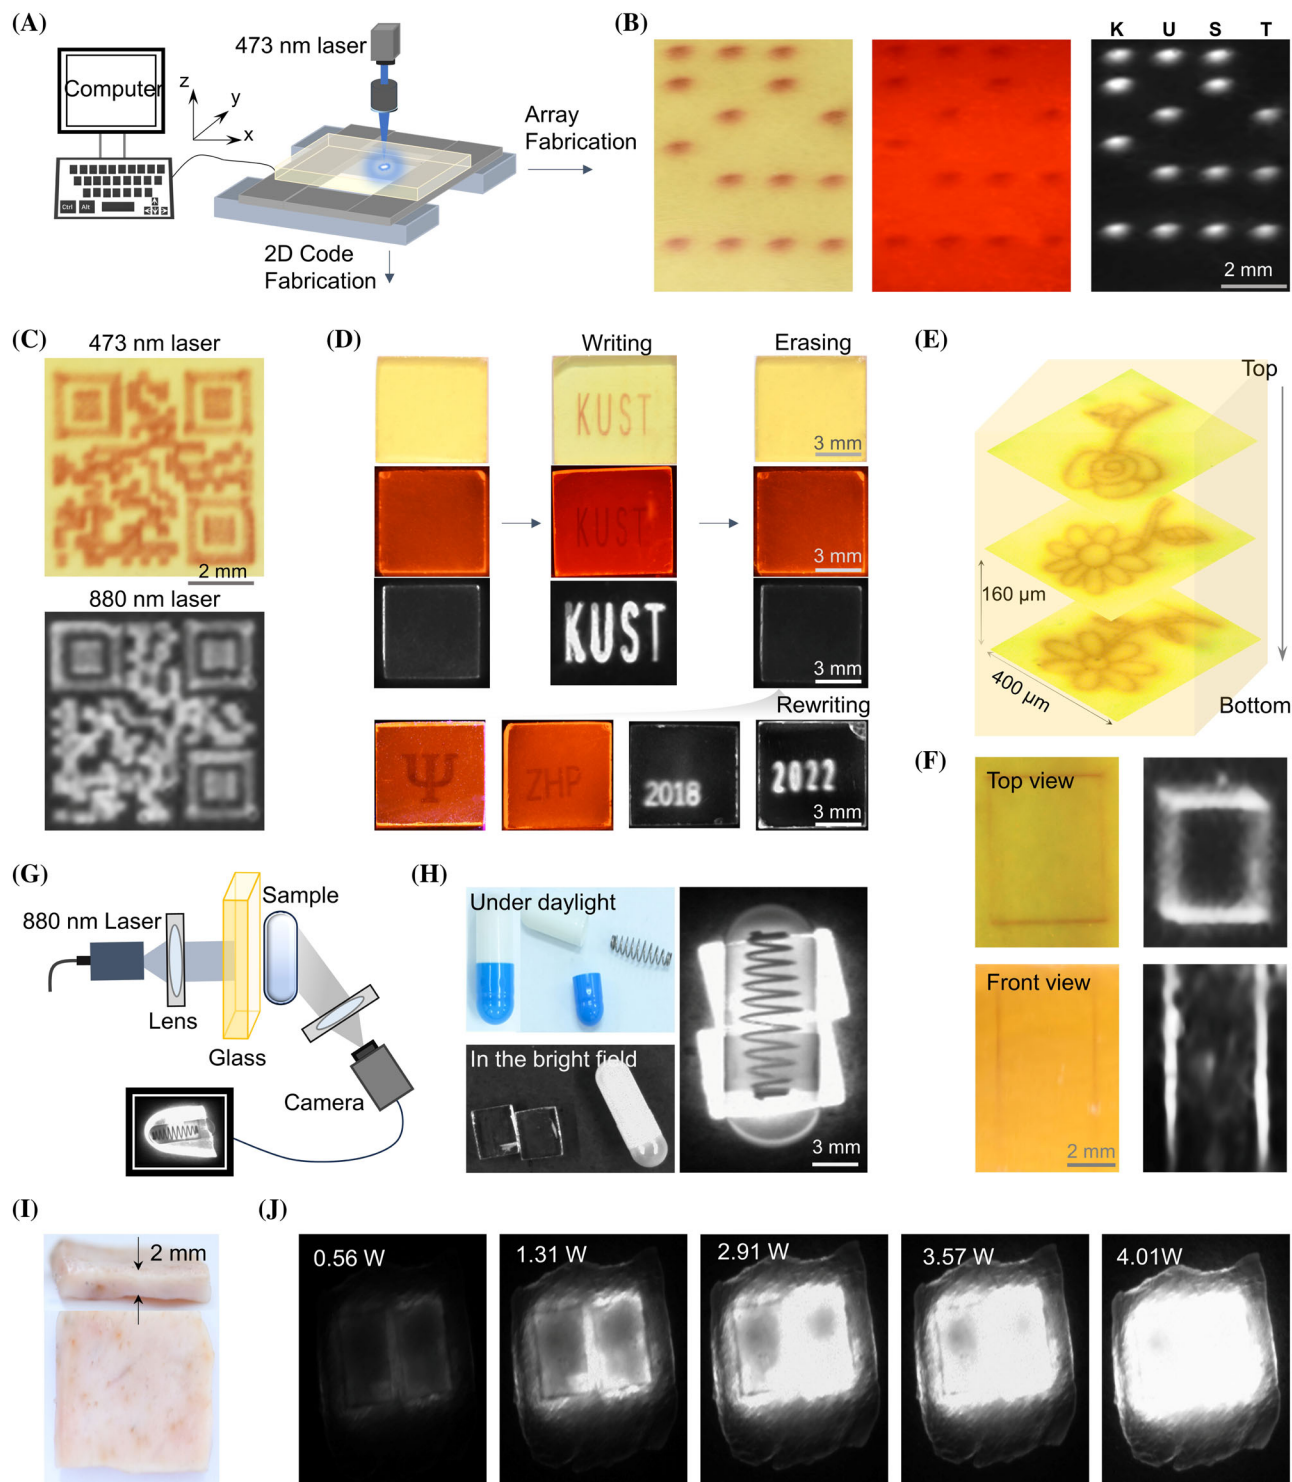 (A)
473 nm laser
Computer
z
y
x
Ctrl
Alt
Array
Fabrication
2D Code
Fabrication
(B)
K U S T
2 mm
(C)
473 nm laser
2 mm
880 nm laser
(D)
Writing
Erasing
KUST
3 mm
KUST
3 mm
KUST
3 mm
Rewriting
Ψ
ZHP
2018
2022
3 mm
(E)
Top
160 µm
400 µm
Bottom
(F)
Top view
Front view
2 mm
(G)
880 nm Laser
Sample
Lens
Glass
Camera
(H)
Under daylight
In the bright field
3 mm
(I)
2 mm
(J)
0.56 W
1.31 W
2.91 W
3.57 W
4.01W